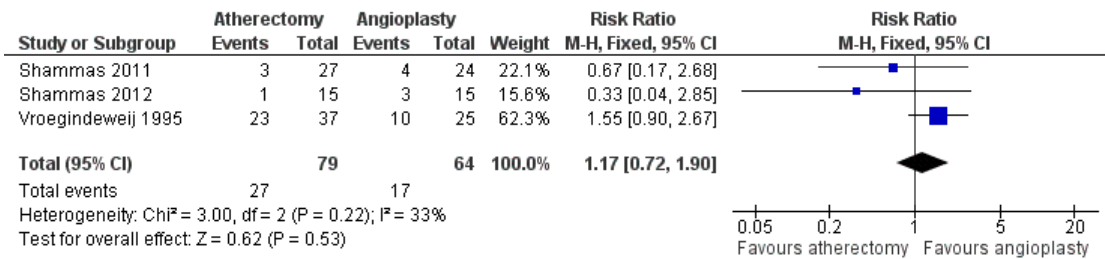 Atherectomy Angioplasty Risk Ratio Risk Ratio
Study or Subgroup Events Total Events Total Weight M-H, Fixed, 95% CI M-H, Fixed, 95% CI
Shammas 2011 3 27 4 24 22.1% 0.67 [0.17, 2.68]
Shammas 2012 1 15 3 15 15.6% 0.33 [0.04, 2.85]
Vroegindeweij 1995 23 37 10 25 62.3% 1.55 [0.90, 2.67]
Total (95% CI) 79 64 100.0% 1.17 [0.72, 1.90]
Total events 27 17
Heterogeneity: Chi² = 3.00, df = 2 (P = 0.22); I² = 33%
Test for overall effect: Z = 0.62 (P = 0.53)
0.05 0.2 1 5 20
Favours atherectomy Favours angioplasty